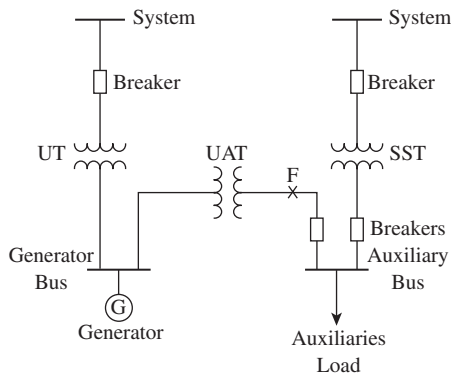 System
System
Breaker
Breaker
UT
UAT
SST
F
Generator
Bus
Breakers
Auxiliary
Bus
G
Generator
Auxiliaries
Load